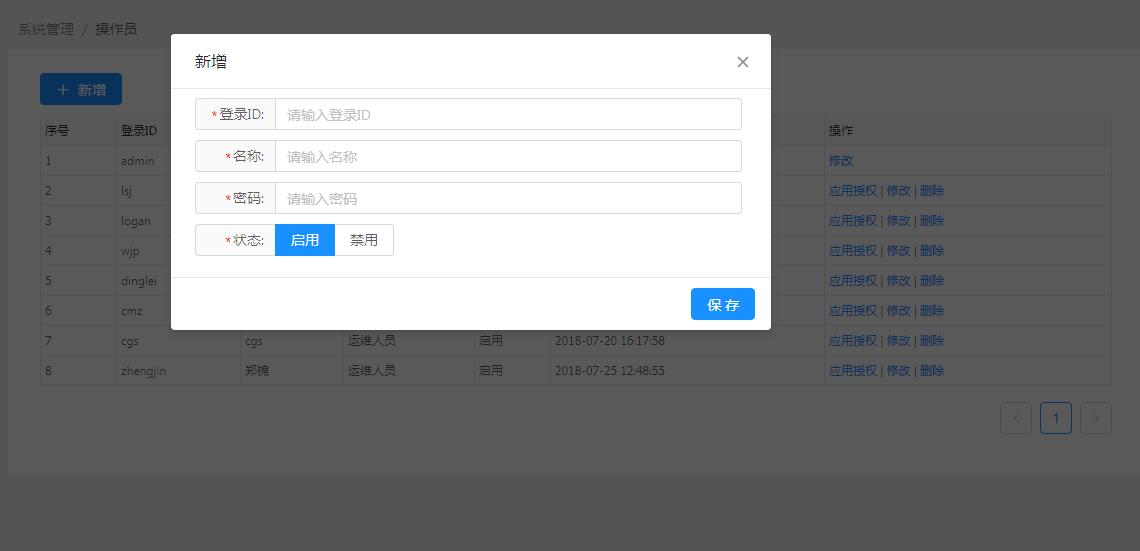 系统管理 / 操作员
新增
+ 新增
*登录ID: 请输入登录ID
*名称: 请输入名称
*密码: 请输入密码
*状态: 启用 禁用
保存
序号 登录ID 操作
1 admin 修改
2 lsj 应用授权 | 修改 | 删除
3 logan 应用授权 | 修改 | 删除
4 wjp 应用授权 | 修改 | 删除
5 dinglei 应用授权 | 修改 | 删除
6 cmz 应用授权 | 修改 | 删除
7 cgs cgs 运维人员 启用 2018-07-20 16:17:58 应用授权 | 修改 | 删除
8 zhengjin 郑锦 运维人员 启用 2018-07-25 12:48:55 应用授权 | 修改 | 删除
< 1 >